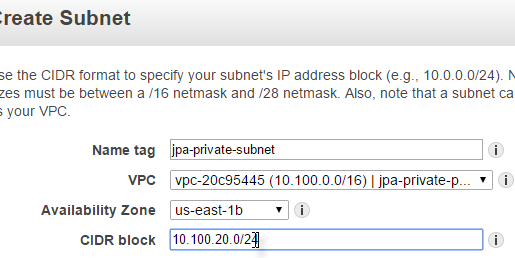 reate Subnet
se the CIDR format to specify your subnet's IP address block (e.g., 10.0.0.0/24). N
zes must be between a /16 netmask and /28 netmask. Also, note that a subnet ca
s your VPC.
Name tag jpa-private-subnet
VPC vpc-20c95445 (10.100.0.0/16) | jpa-private-p...
Availability Zone us-east-1b
CIDR block 10.100.20.0/24